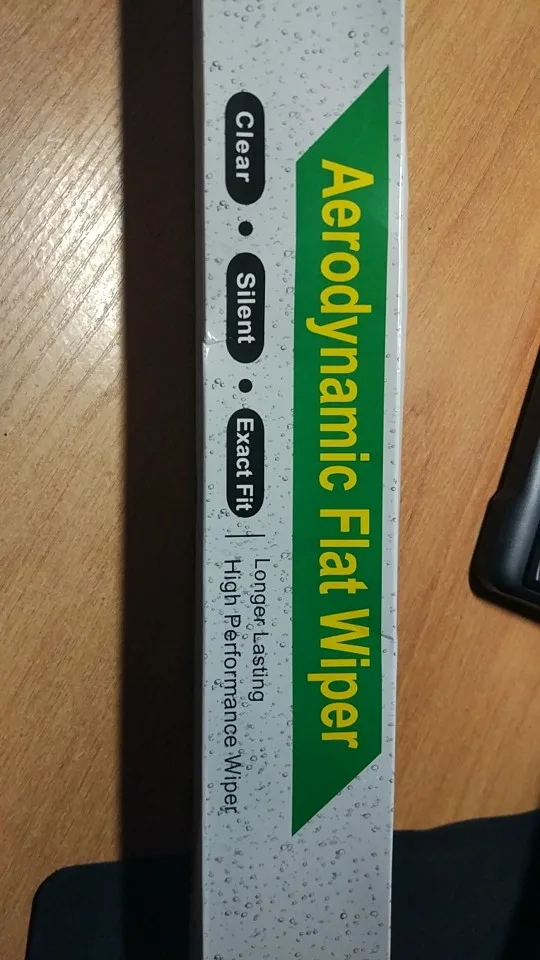 Aerodynamic Flat Wiper
Clear • Silent • Exact Fit |
Longer Lasting
High Performance Wiper